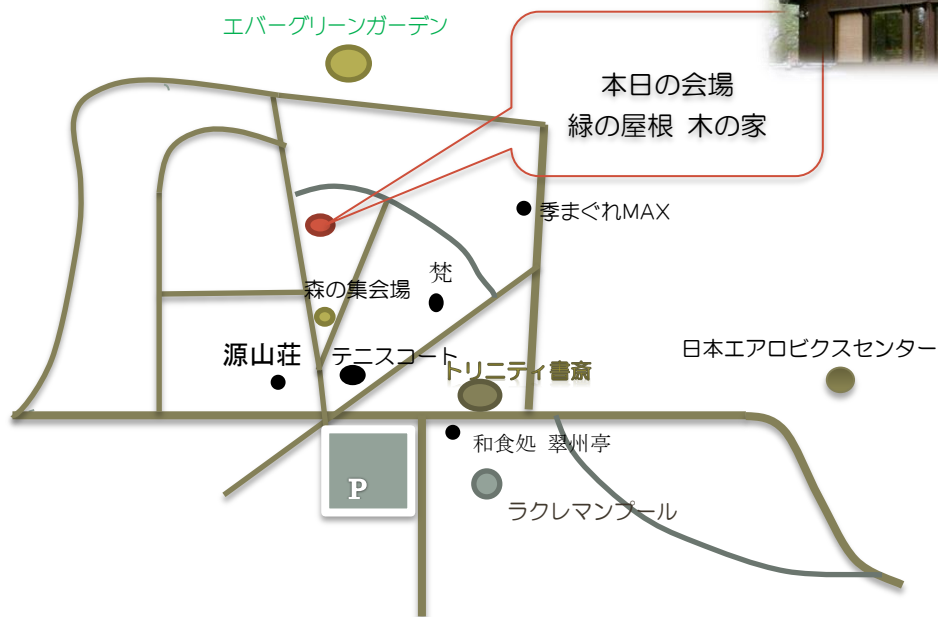 エバーグリーンガーデン
本日の会場
緑の屋根 木の家
季まぐれMAX
梵
森の集会場
源山荘
テニスコート
トリニティ書斎
日本エアロビクスセンター
和食処 翠州亭
P
ラクレマンプール